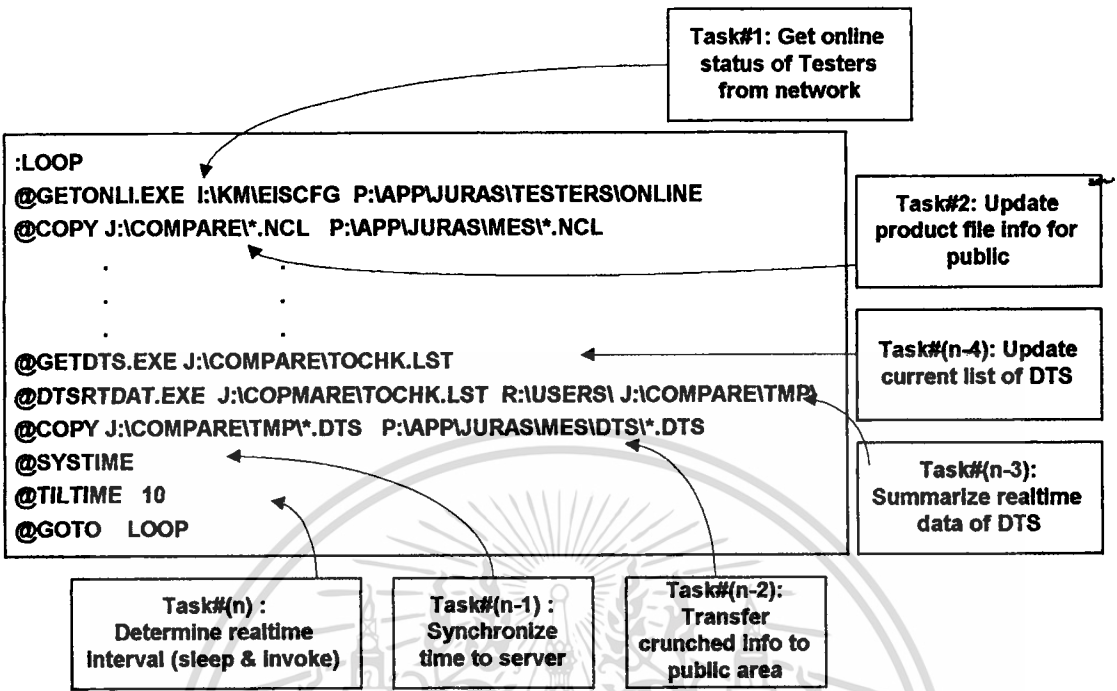 Task#1: Get online
status of Testers
from network
:LOOP
@GETONLI.EXE I:\KM\EISCFG P:\APP\JURAS\TESTERS\ONLINE
@COPY J:\COMPARE\*.NCL P:\APP\JURAS\MES\*.NCL
. .
. .
. .
@GETDTS.EXE J:\COMPARE\TOCHK.LST
@DTSRTDAT.EXE J:\COPMARE\TOCHK.LST R:\USERS\ J:\COMPARE\TMP\
@COPY J:\COMPARE\TMP\*.DTS P:\APP\JURAS\MES\DTS\*.DTS
@SYSTIME
@TILTIME 10
@GOTO LOOP
Task#2: Update
product file info for
public
Task#(n-4): Update
current list of DTS
Task#(n-3):
Summarize realtime
data of DTS
Task#(n) :
Determine realtime
interval (sleep & invoke)
Task#(n-1) :
Synchronize
time to server
Task#(n-2):
Transfer
crunched info to
public area